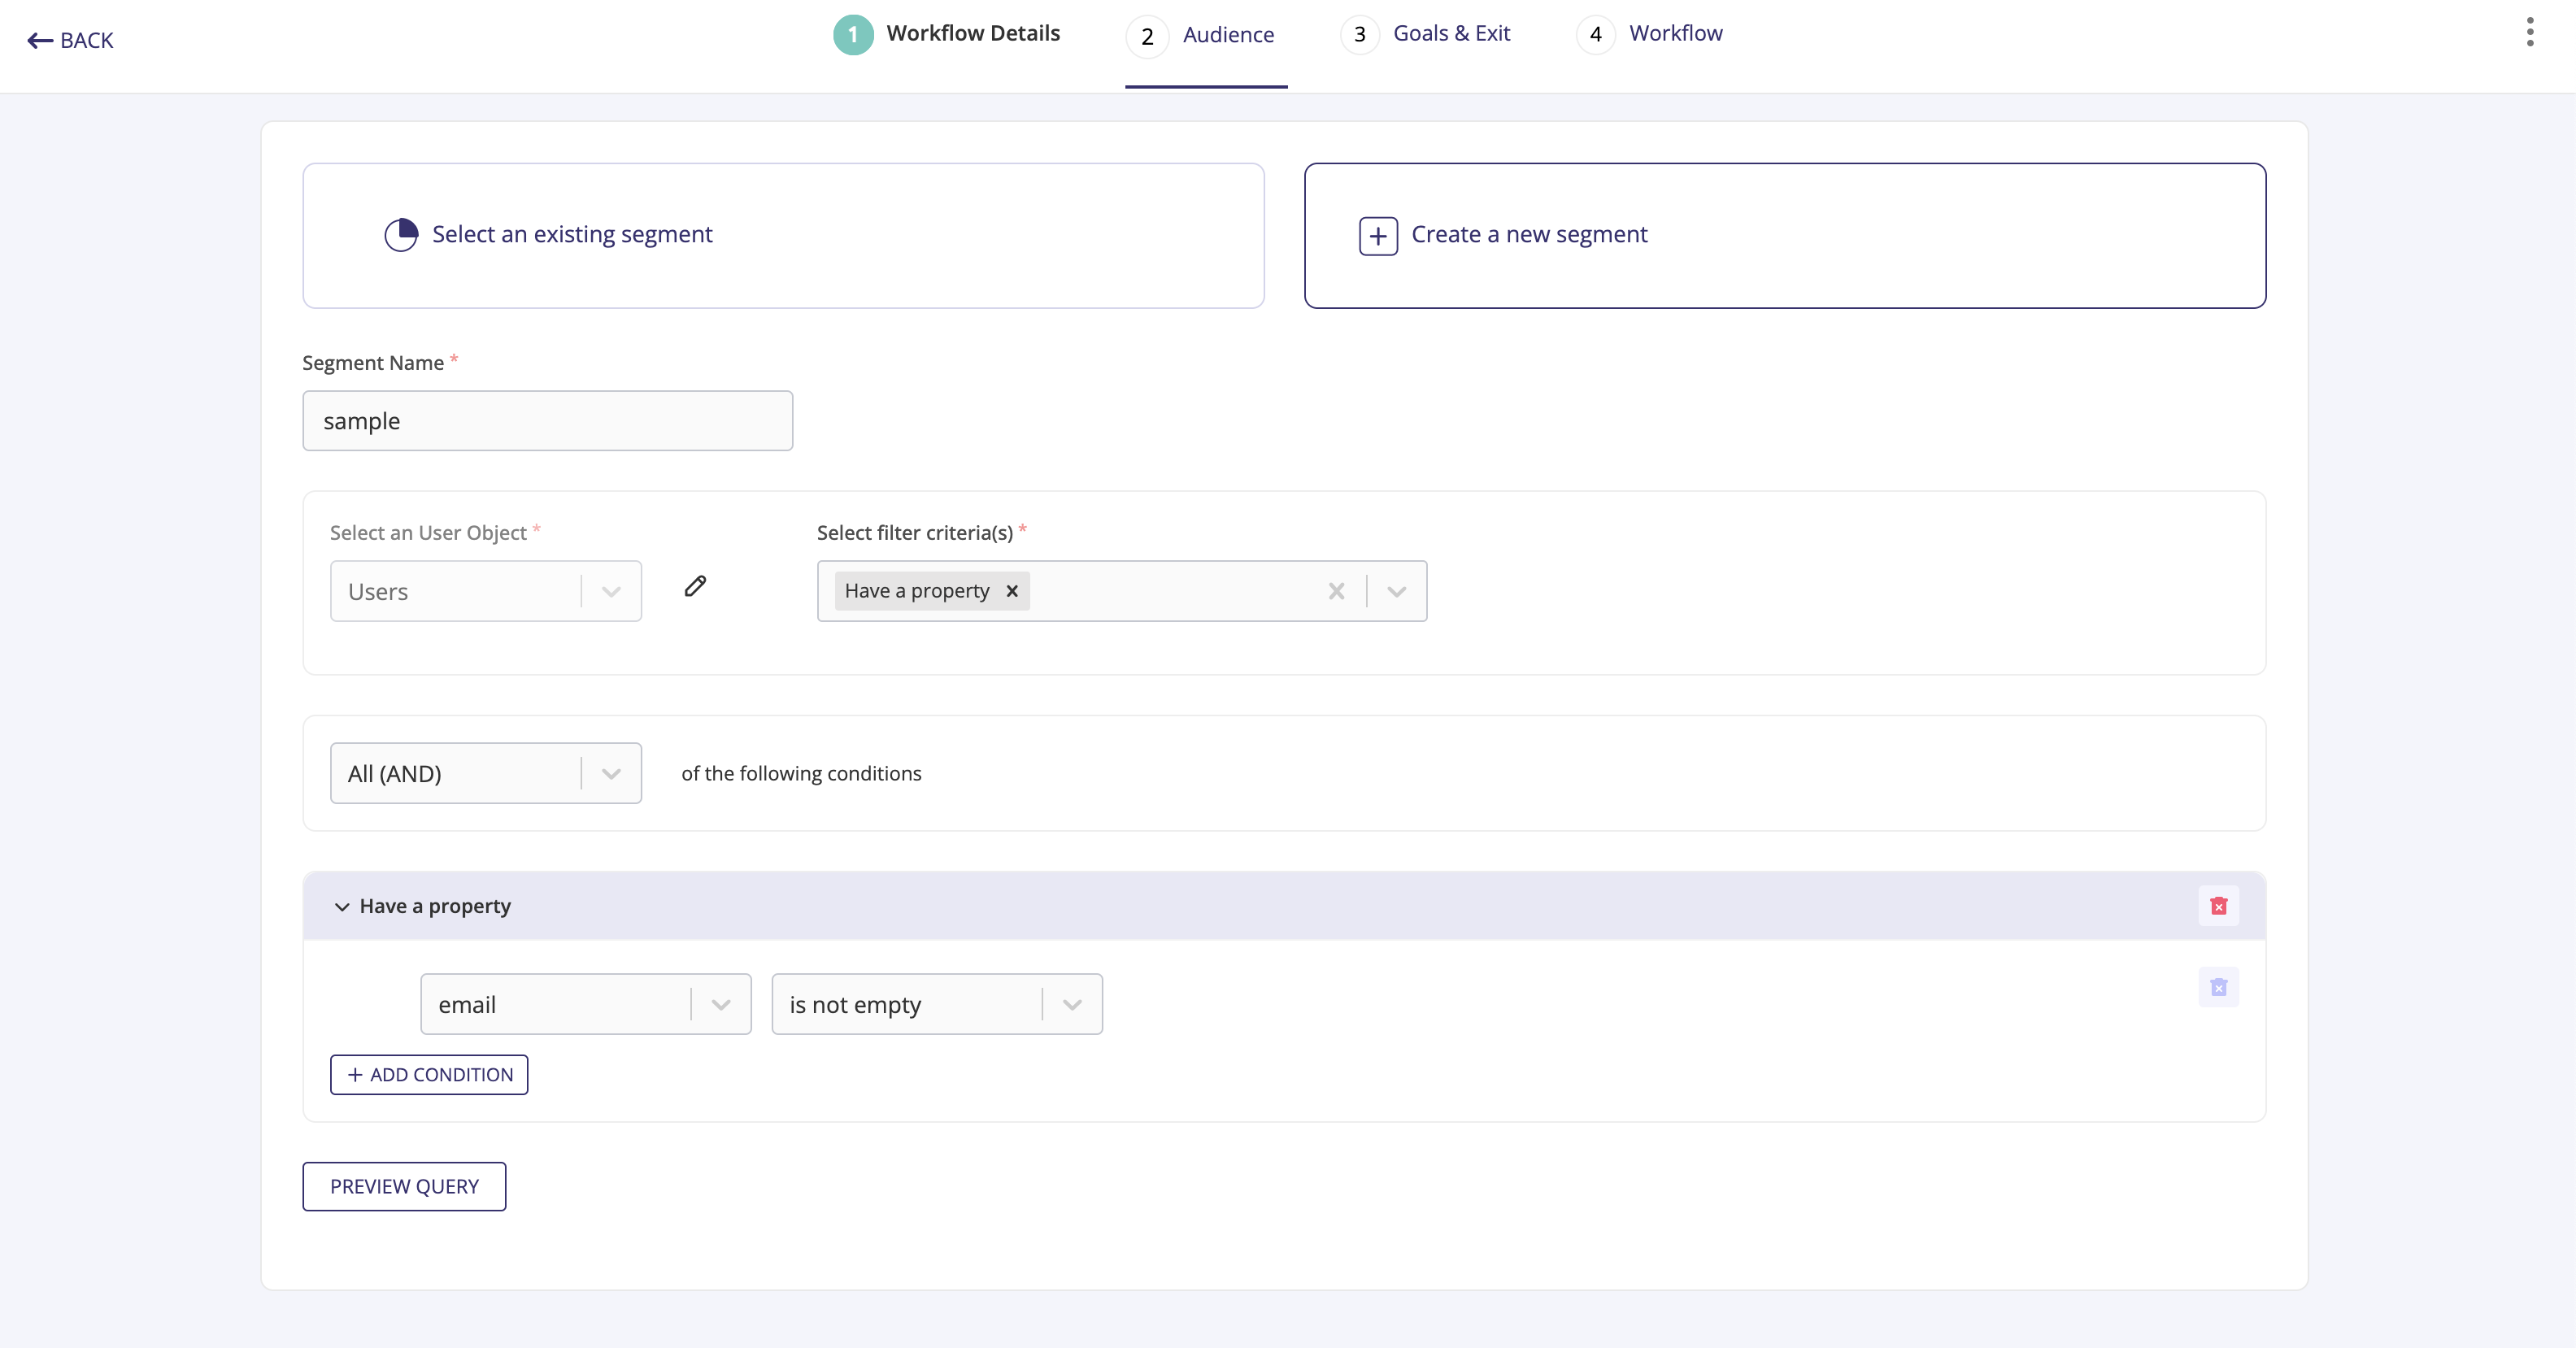 BACK
1 Workflow Details
2 Audience
3 Goals & Exit
4 Workflow
Select an existing segment
Create a new segment
Segment Name *
sample
Select an User Object *
Select filter criteria(s) *
Users
Have a property
All (AND)
of the following conditions
Have a property
email
is not empty
+ ADD CONDITION
PREVIEW QUERY